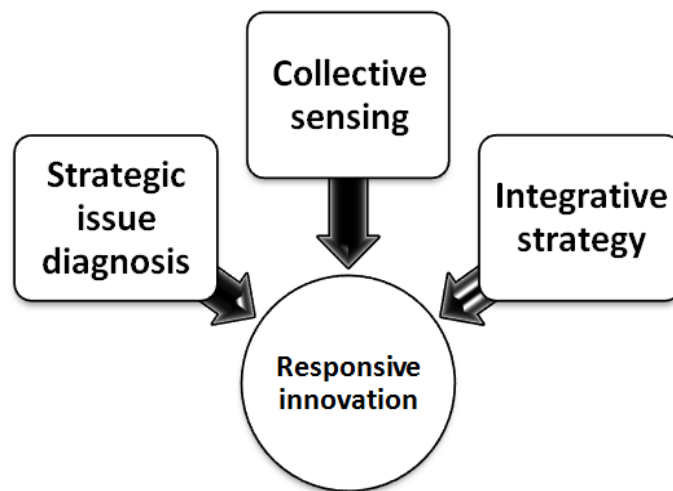 Collective
sensing
Strategic
issue
diagnosis
Integrative
strategy
Responsive
innovation